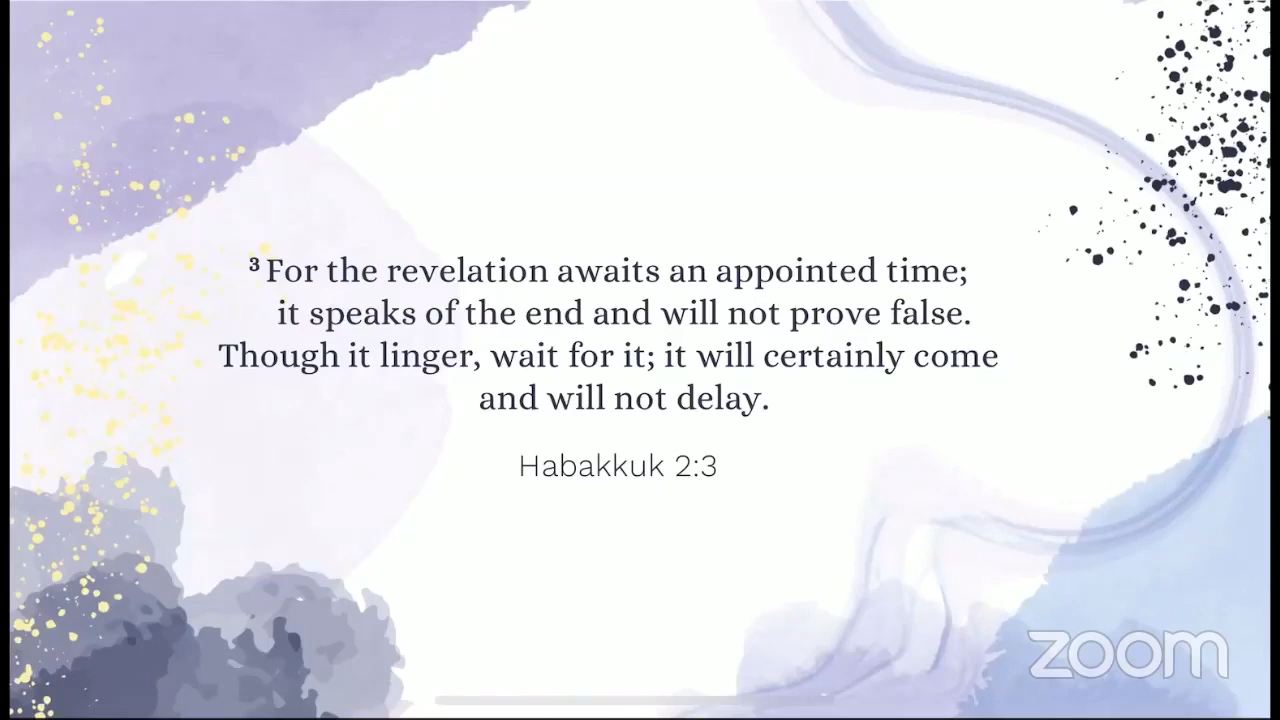 ³ For the revelation awaits an appointed time;
it speaks of the end and will not prove false.
Though it linger, wait for it; it will certainly come
and will not delay.
Habakkuk 2:3
zoom